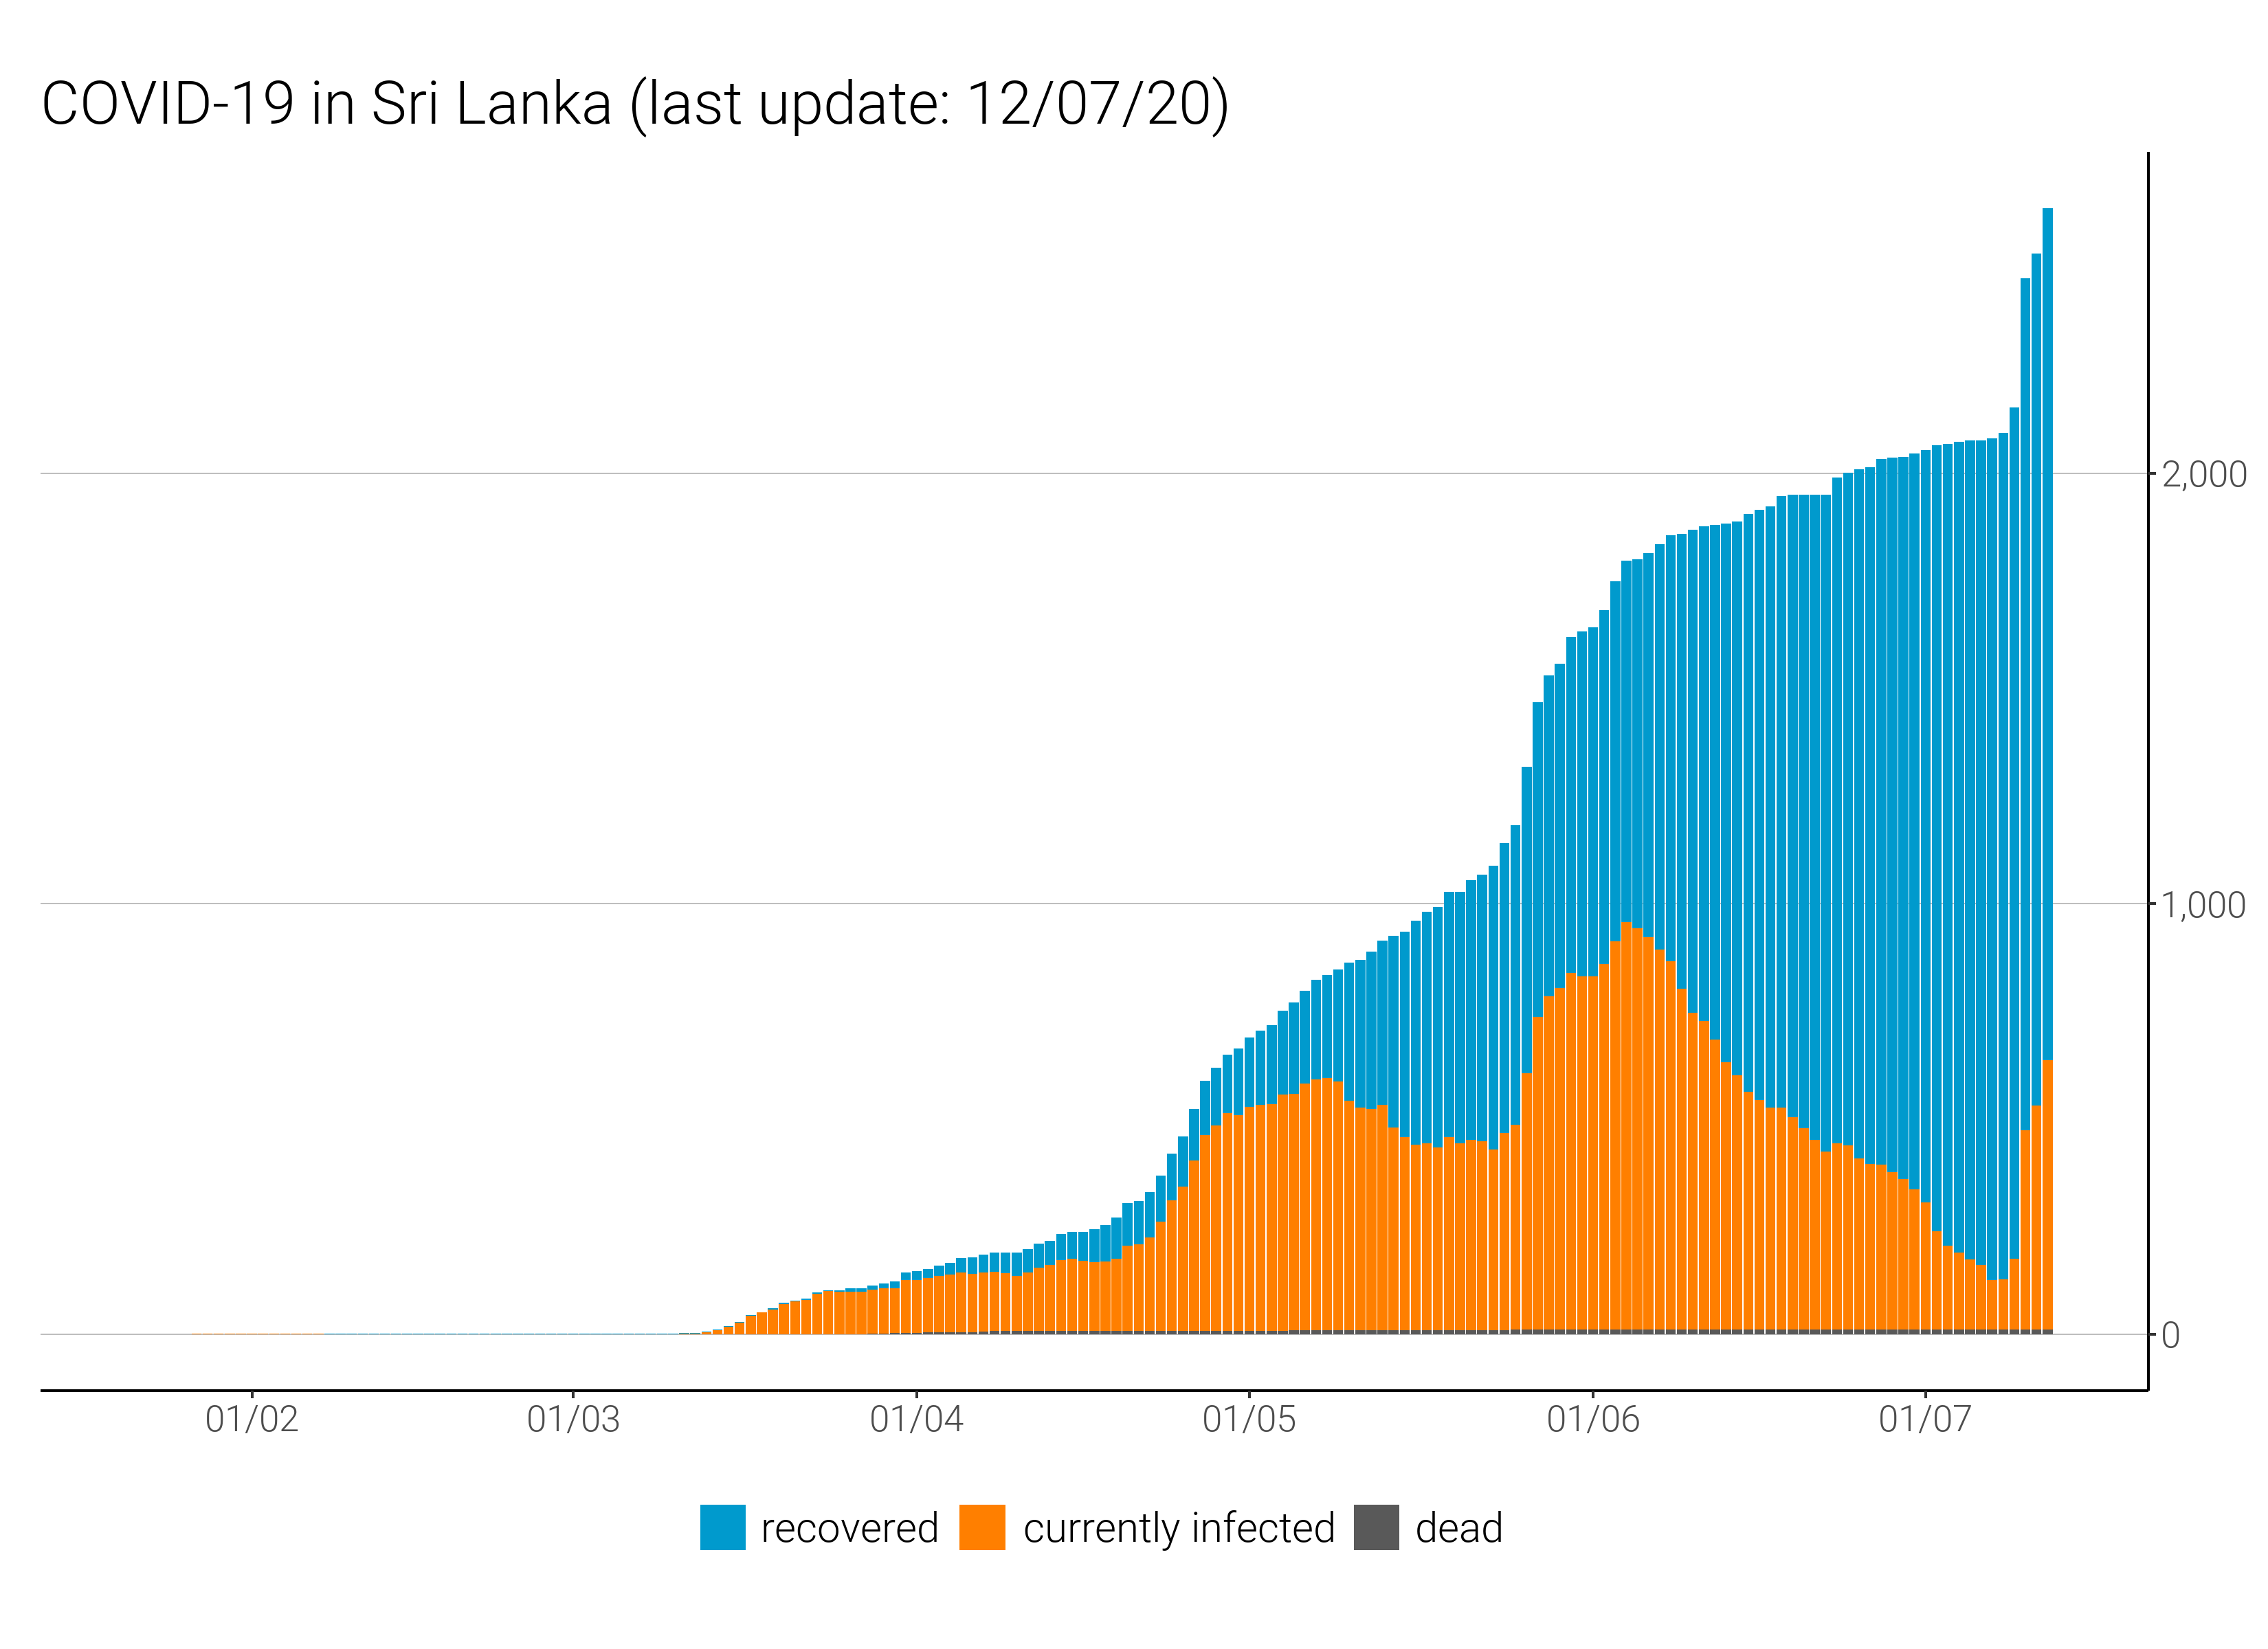 COVID-19 in Sri Lanka (last update: 12/07/20)
2,000
1,000
0
01/02 01/03 01/04 01/05 01/06 01/07
recovered currently infected dead